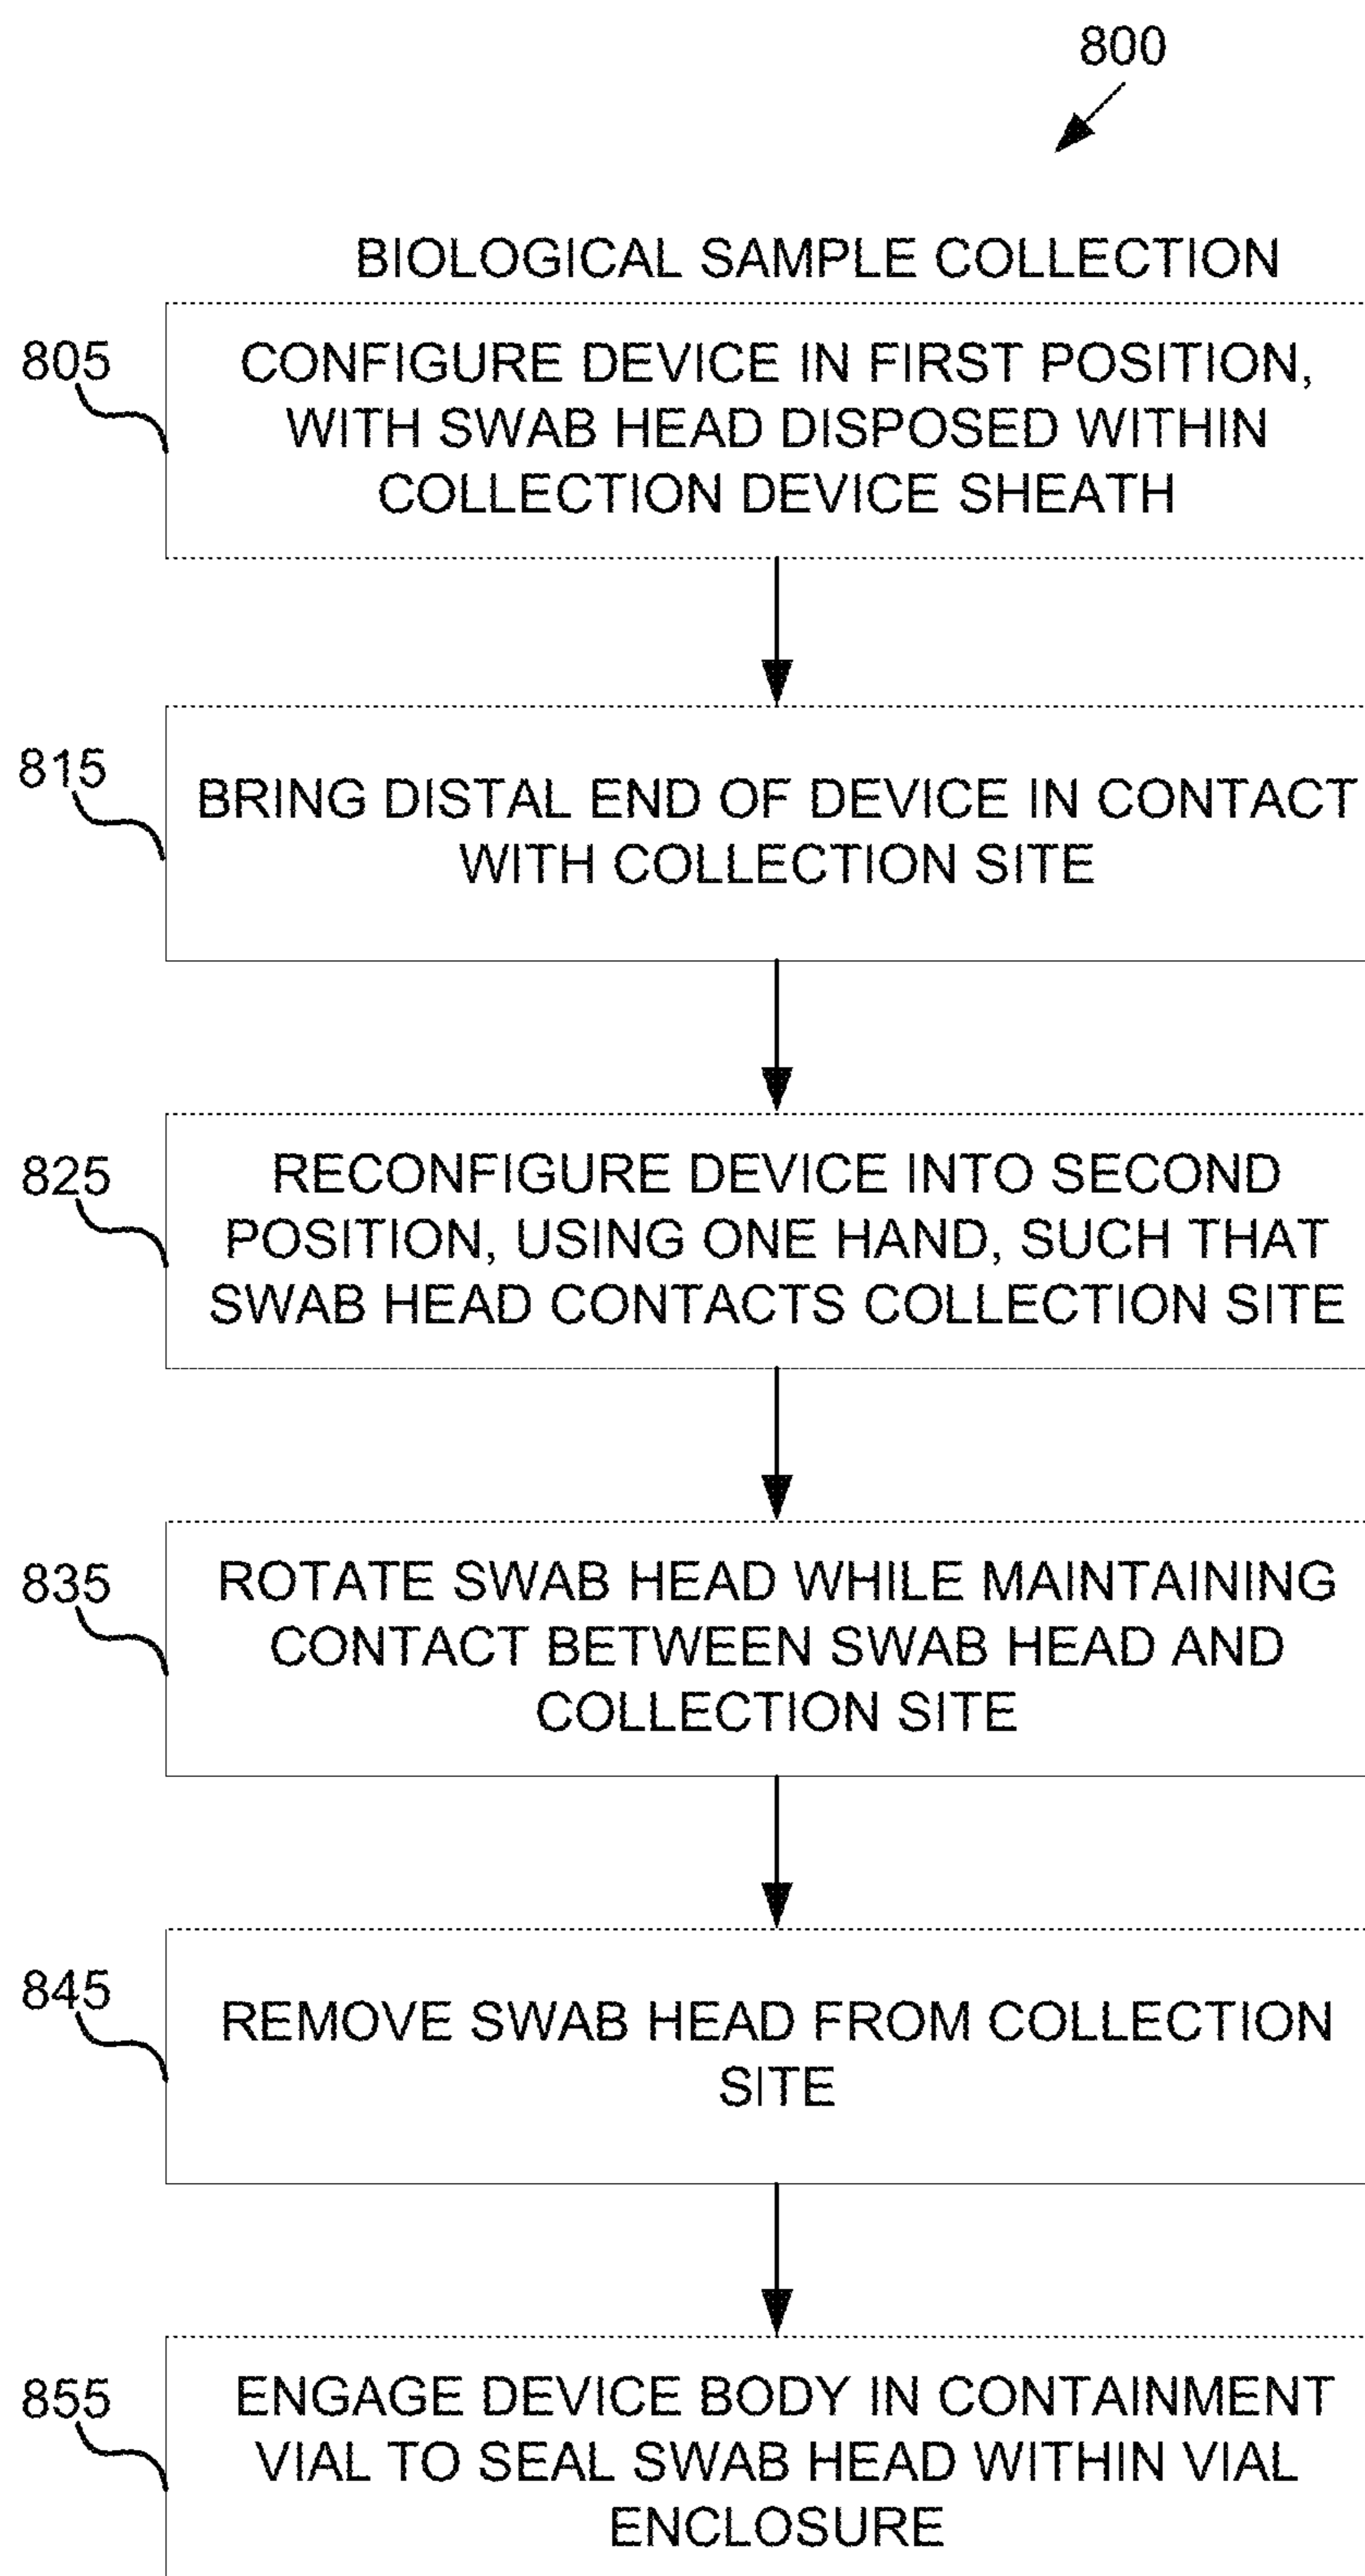 800
BIOLOGICAL SAMPLE COLLECTION
805
CONFIGURE DEVICE IN FIRST POSITION,
WITH SWAB HEAD DISPOSED WITHIN
COLLECTION DEVICE SHEATH
815
BRING DISTAL END OF DEVICE IN CONTACT
WITH COLLECTION SITE
825
RECONFIGURE DEVICE INTO SECOND
POSITION, USING ONE HAND, SUCH THAT
SWAB HEAD CONTACTS COLLECTION SITE
835
ROTATE SWAB HEAD WHILE MAINTAINING
CONTACT BETWEEN SWAB HEAD AND
COLLECTION SITE
845
REMOVE SWAB HEAD FROM COLLECTION
SITE
855
ENGAGE DEVICE BODY IN CONTAINMENT
VIAL TO SEAL SWAB HEAD WITHIN VIAL
ENCLOSURE